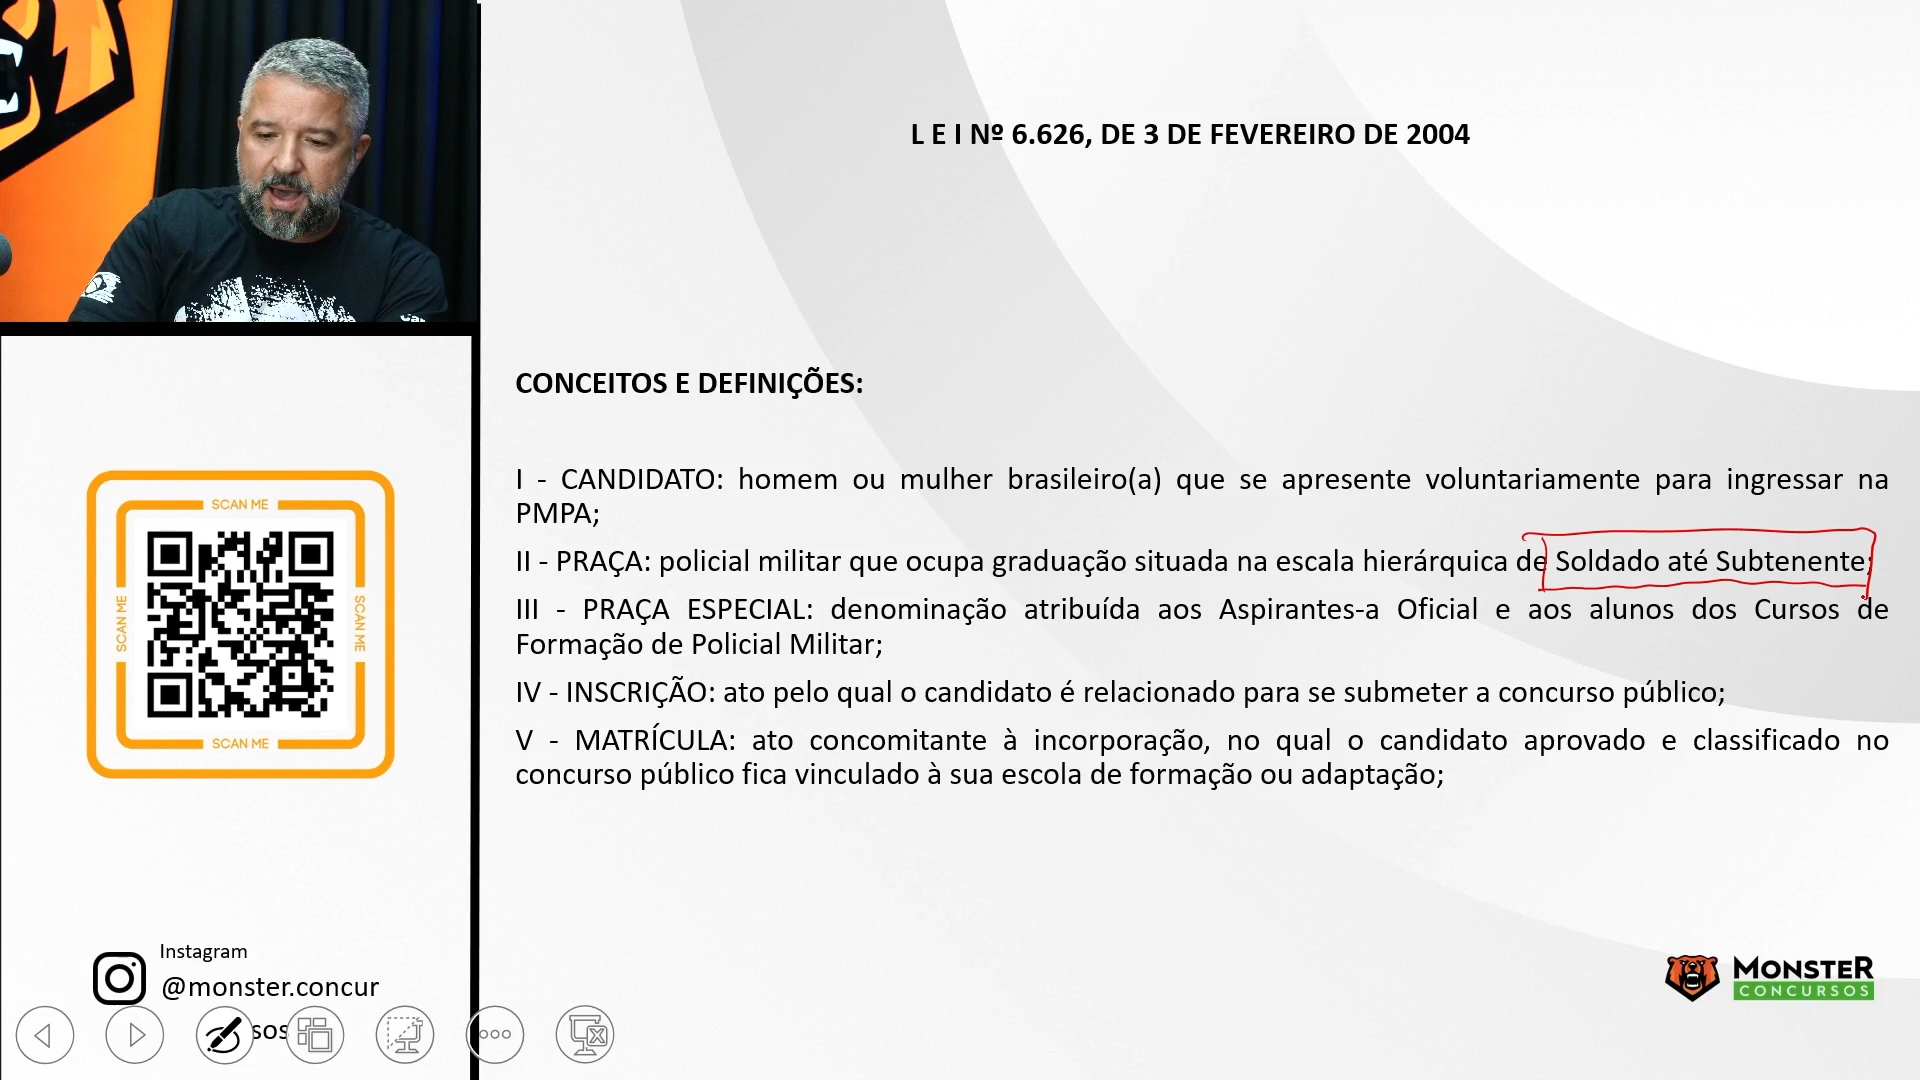 L E I Nº 6.626, DE 3 DE FEVEREIRO DE 2004
CONCEITOS E DEFINIÇÕES:
I - CANDIDATO: homem ou mulher brasileiro(a) que se apresente voluntariamente para ingressar na
PMPA;
II - PRAÇA: policial militar que ocupa graduação situada na escala hierárquica de Soldado até Subtenente;
III - PRAÇA ESPECIAL: denominação atribuída aos Aspirantes-a Oficial e aos alunos dos Cursos de
Formação de Policial Militar;
IV - INSCRIÇÃO: ato pelo qual o candidato é relacionado para se submeter a concurso público;
V - MATRÍCULA: ato concomitante à incorporação, no qual o candidato aprovado e classificado no
concurso público fica vinculado à sua escola de formação ou adaptação;
SCAN ME
SCAN ME
SCAN ME
SCAN ME
Instagram
@monster.concur
sos
MONSTER
CONCURSOS